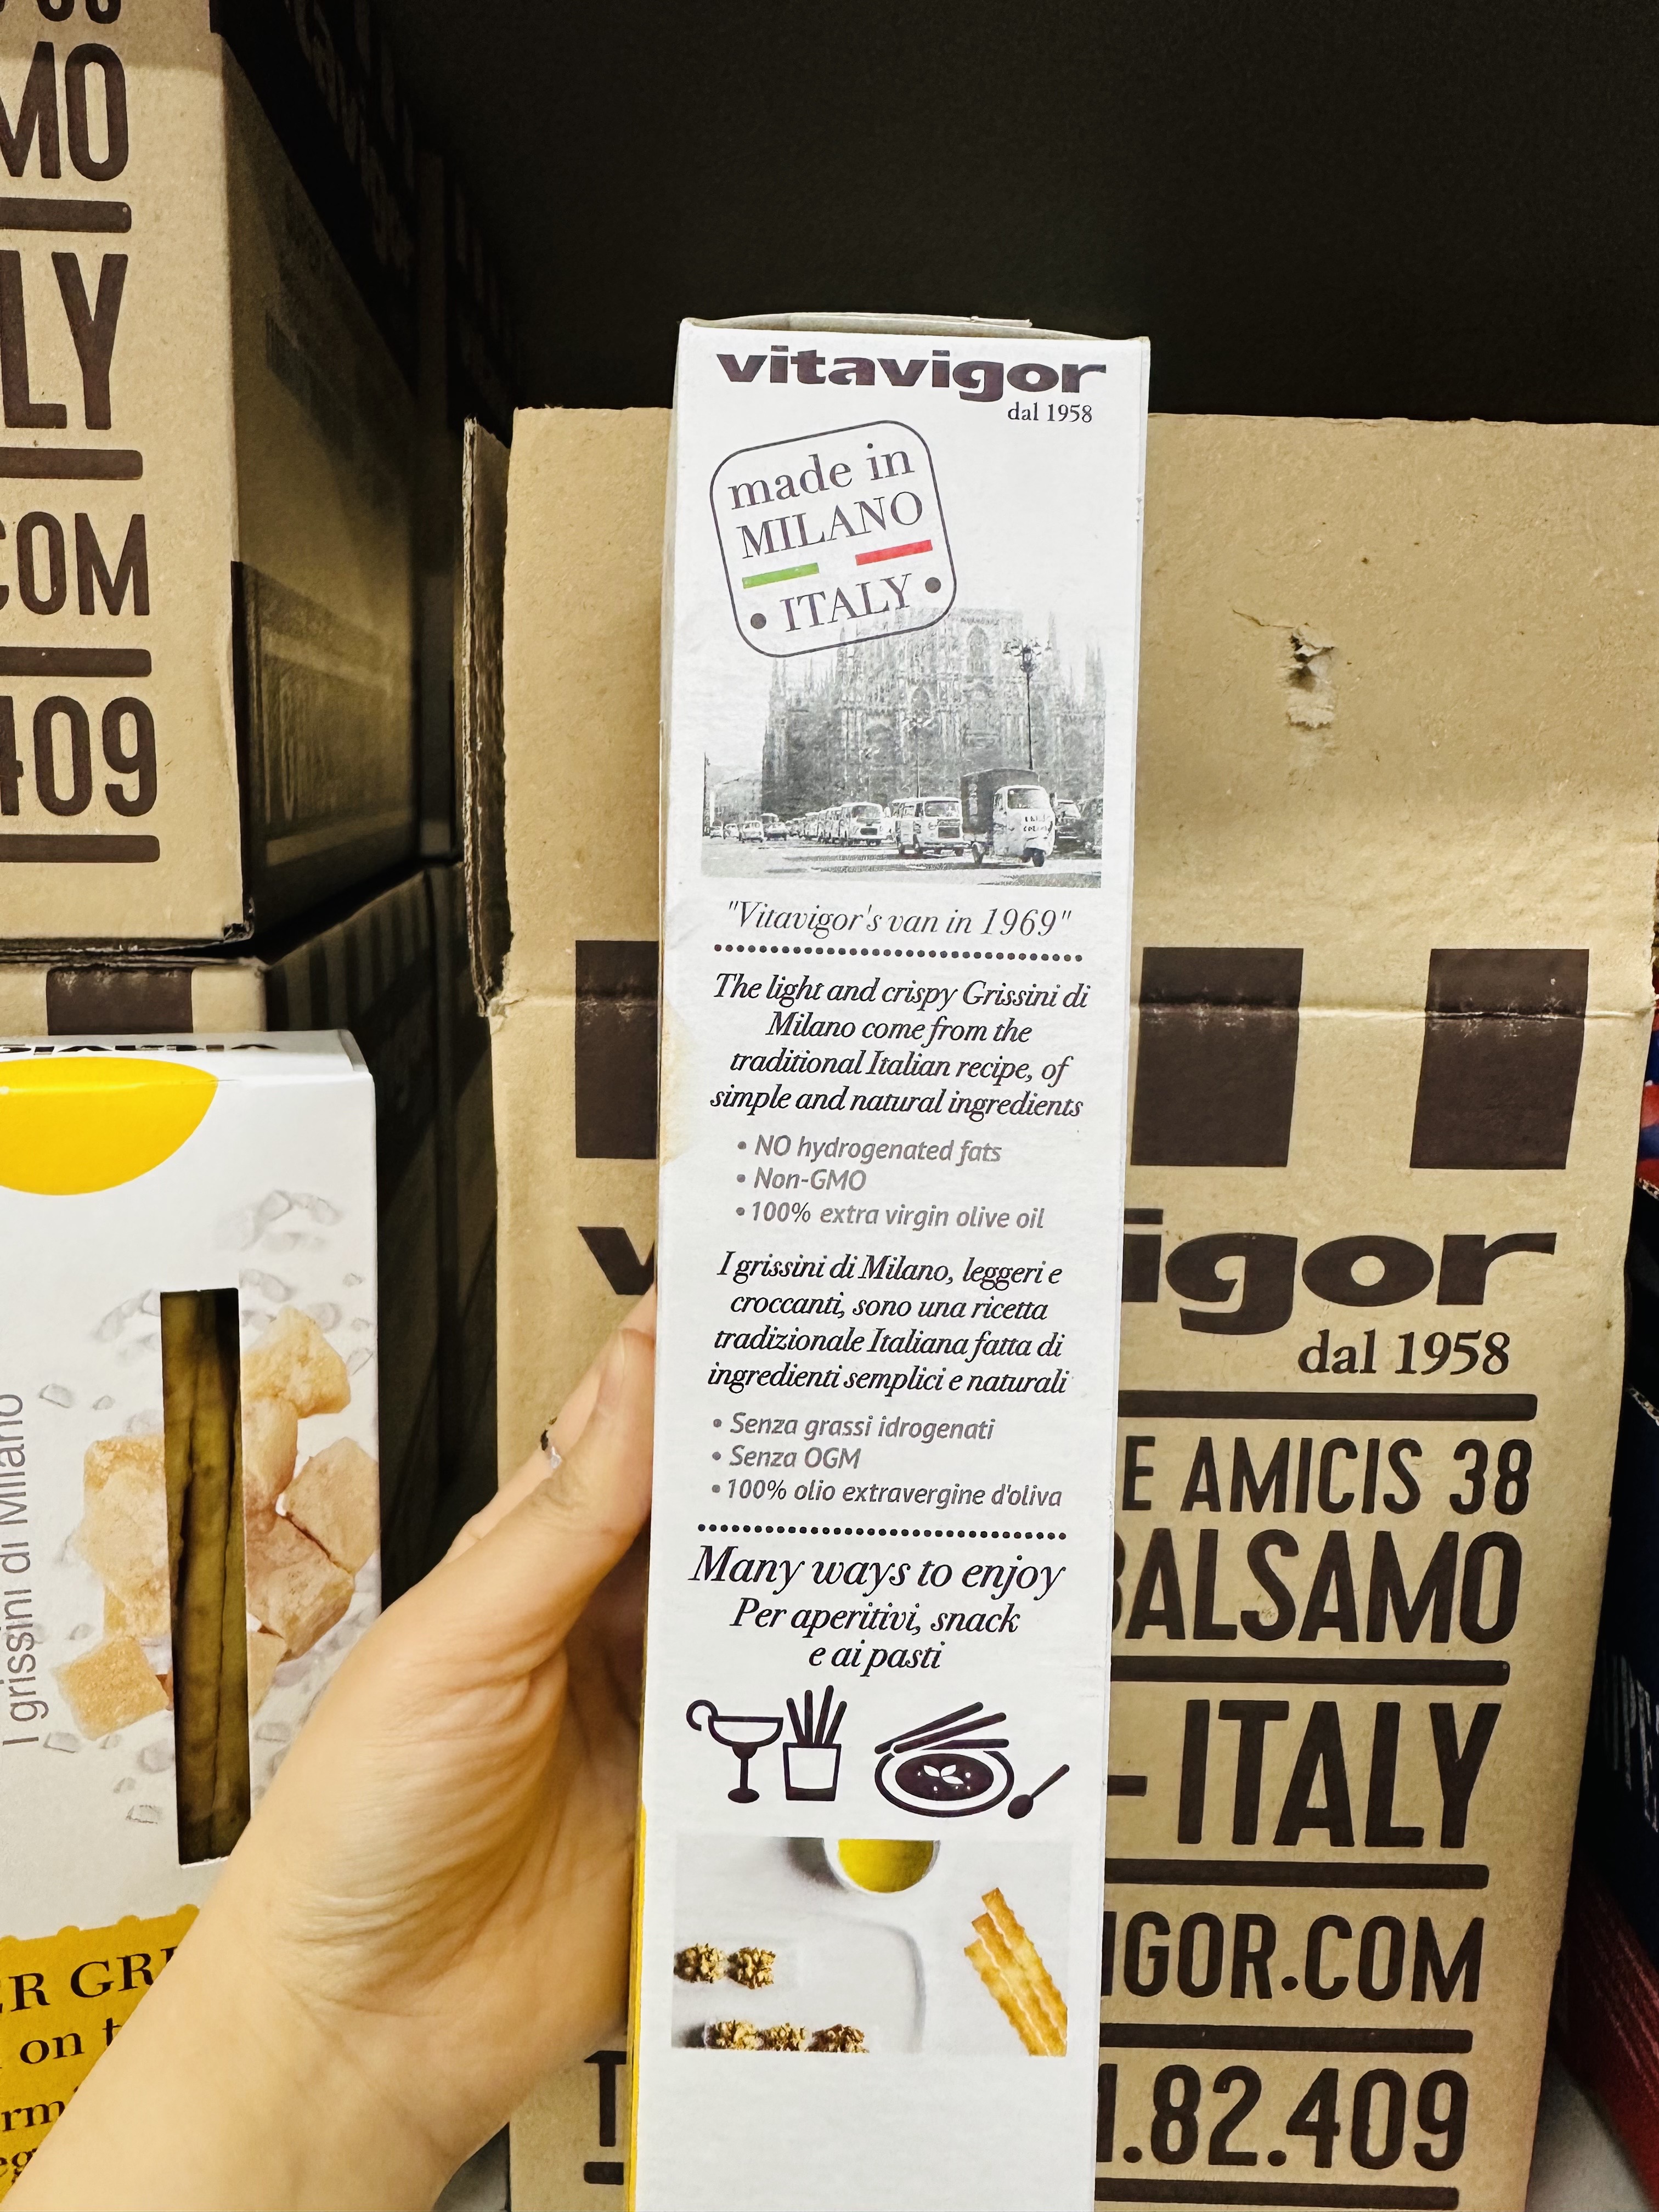 vitavigor
dal 1958
made in
MILANO
• ITALY •
"Vitavigor's van in 1969"
The light and crispy Grissini di
Milano come from the
traditional Italian recipe, of
simple and natural ingredients
• NO hydrogenated fats
• Non-GMO
• 100% extra virgin olive oil
I grissini di Milano, leggeri e
croccanti, sono una ricetta
tradizionale Italiana fatta di
ingredienti semplici e naturali
• Senza grassi idrogenati
• Senza OGM
• 100% olio extravergine d'oliva
Many ways to enjoy
Per aperitivi, snack
e ai pasti
MO
LY
COM
409
vitavig
I grissini di Milano
ER GRI
on t
igor
dal 1958
E AMICIS 38
BALSAMO
- ITALY
IGOR.COM
1.82.409